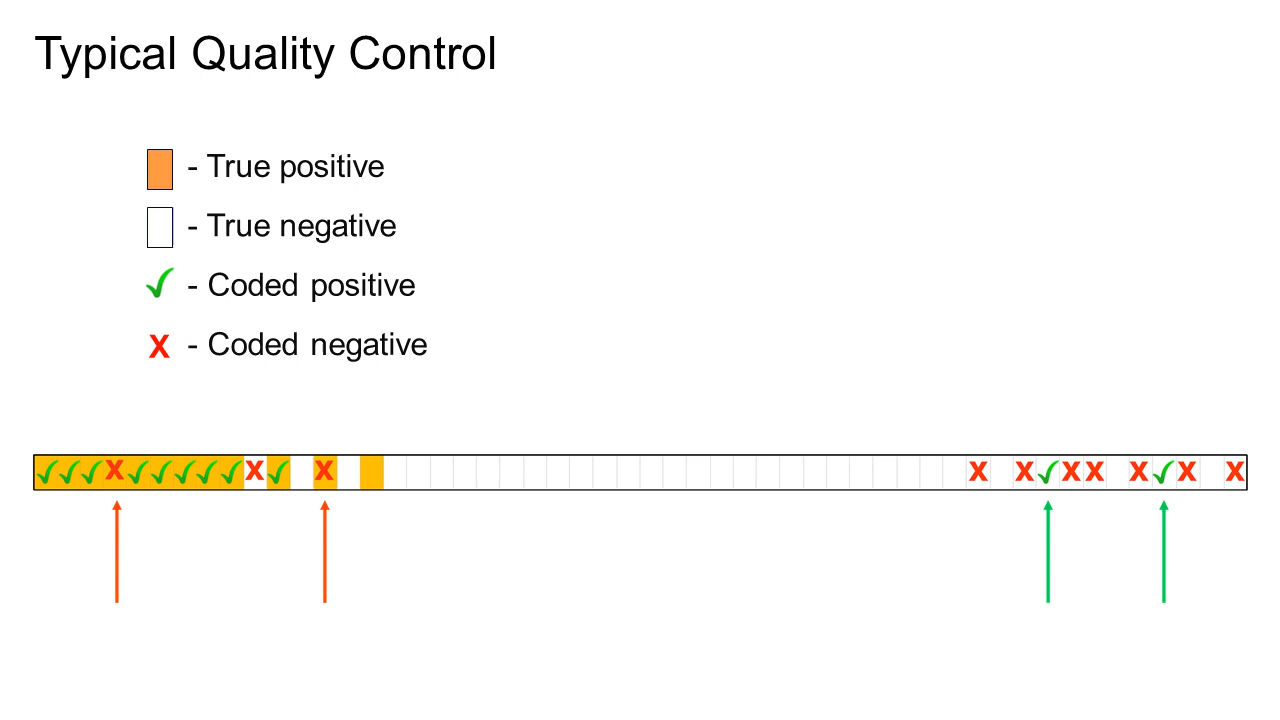 Typical Quality Control
- True positive
- True negative
- Coded positive
X - Coded negative
X X X X X X X X X X